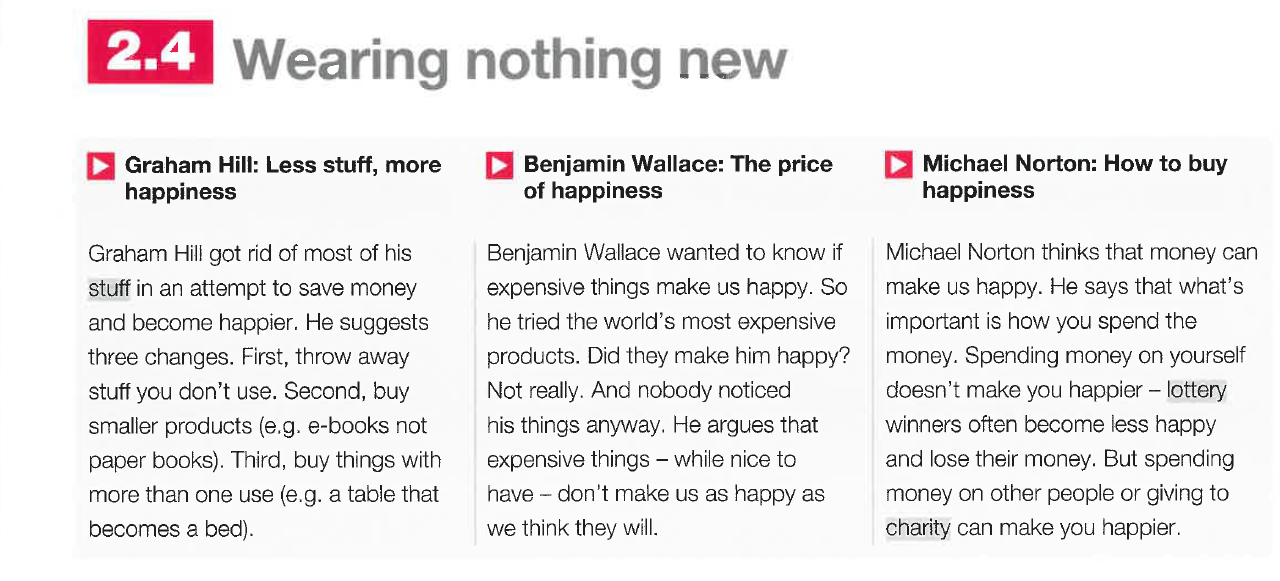 2.4 Wearing nothing new
Graham Hill: Less stuff, more
happiness
Graham Hill got rid of most of his
stuff in an attempt to save money
and become happier. He suggests
three changes. First, throw away
stuff you don't use. Second, buy
smaller products (e.g. e-books not
paper books). Third, buy things with
more than one use (e.g. a table that
becomes a bed).
Benjamin Wallace: The price
of happiness
Benjamin Wallace wanted to know if
expensive things make us happy. So
he tried the world's most expensive
products. Did they make him happy?
Not really. And nobody noticed
his things anyway. He argues that
expensive things – while nice to
have – don't make us as happy as
we think they will.
Michael Norton: How to buy
happiness
Michael Norton thinks that money can
make us happy. He says that what's
important is how you spend the
money. Spending money on yourself
doesn't make you happier – lottery
winners often become less happy
and lose their money. But spending
money on other people or giving to
charity can make you happier.